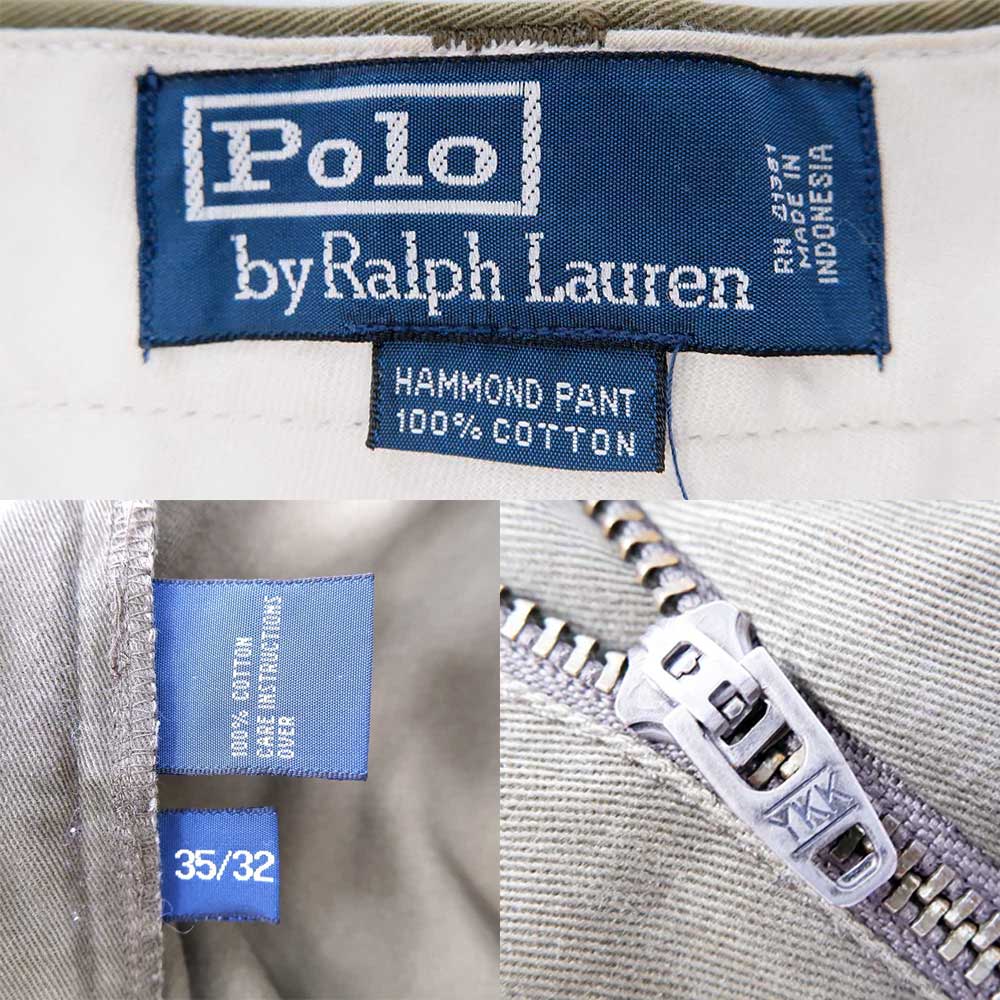 Polo
by Ralph Lauren
RN 41381
MADE IN
INDONESIA
HAMMOND PANT
100% COTTON
100% COTTON
CARE INSTRUCTIONS
OVER
35/32
YKK